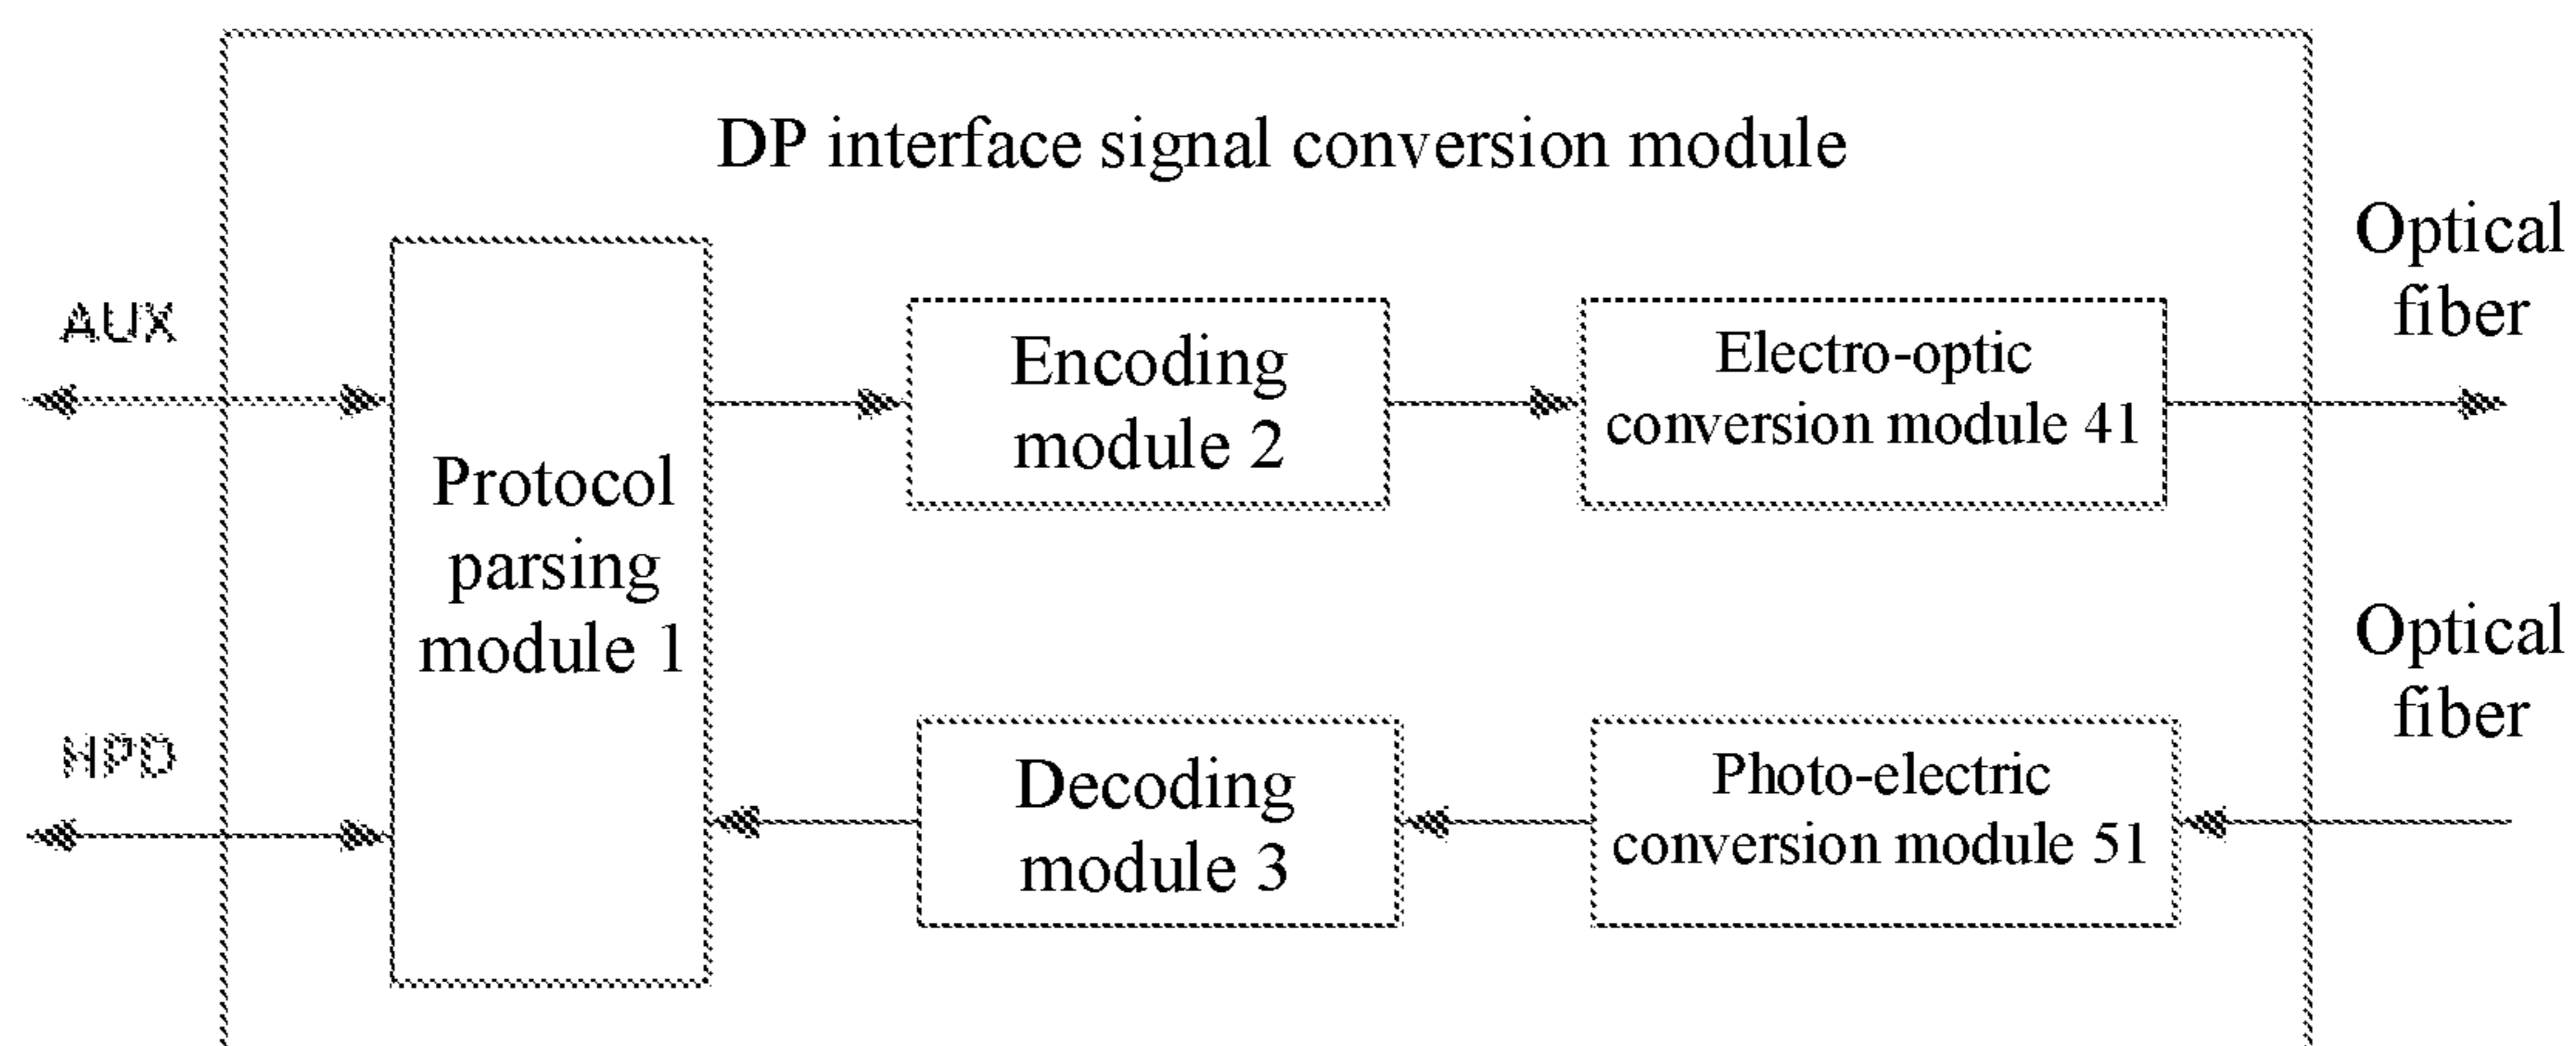 DP interface signal conversion module
AUX
HPD
Protocol
parsing
module 1
Encoding
module 2
Electro-optic
conversion module 41
Optical
fiber
Decoding
module 3
Photo-electric
conversion module 51
Optical
fiber